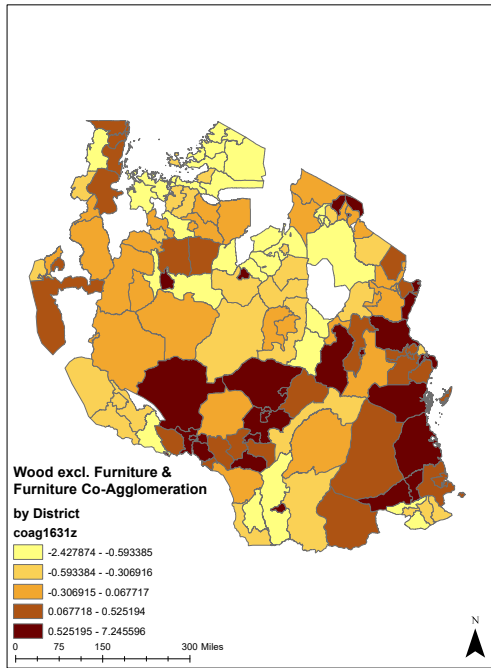 Wood excl. Furniture &
Furniture Co-Agglomeration
by District
coag1631z
-2.427874 - -0.593385
-0.593384 - -0.306916
-0.306915 - 0.067717
0.067718 - 0.525194
0.525195 - 7.245596
0 75 150 300 Miles
N